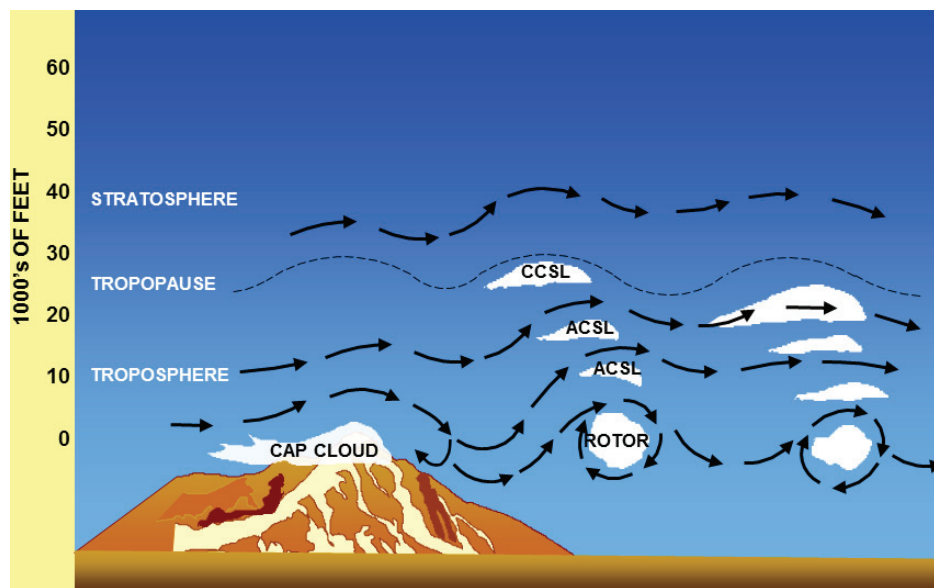 1000's OF FEET
60
50
40
30
20
10
0
STRATOSPHERE
TROPOPAUSE
TROPOSPHERE
CCSL
ACSL
ACSL
ROTOR
CAP CLOUD